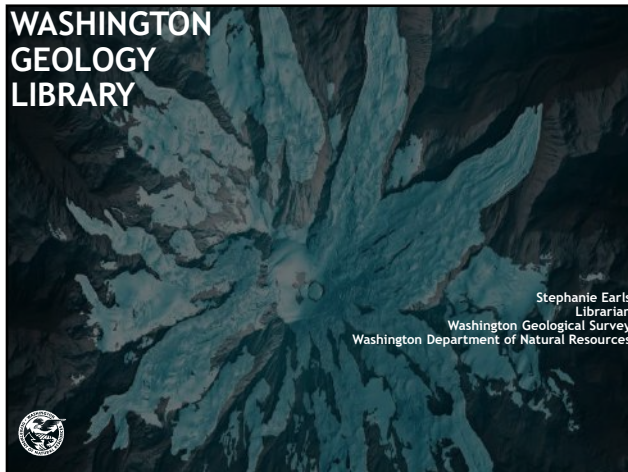 WASHINGTON
GEOLOGY
LIBRARY
Stephanie Earls
Librarian
Washington Geological Survey
Washington Department of Natural Resources